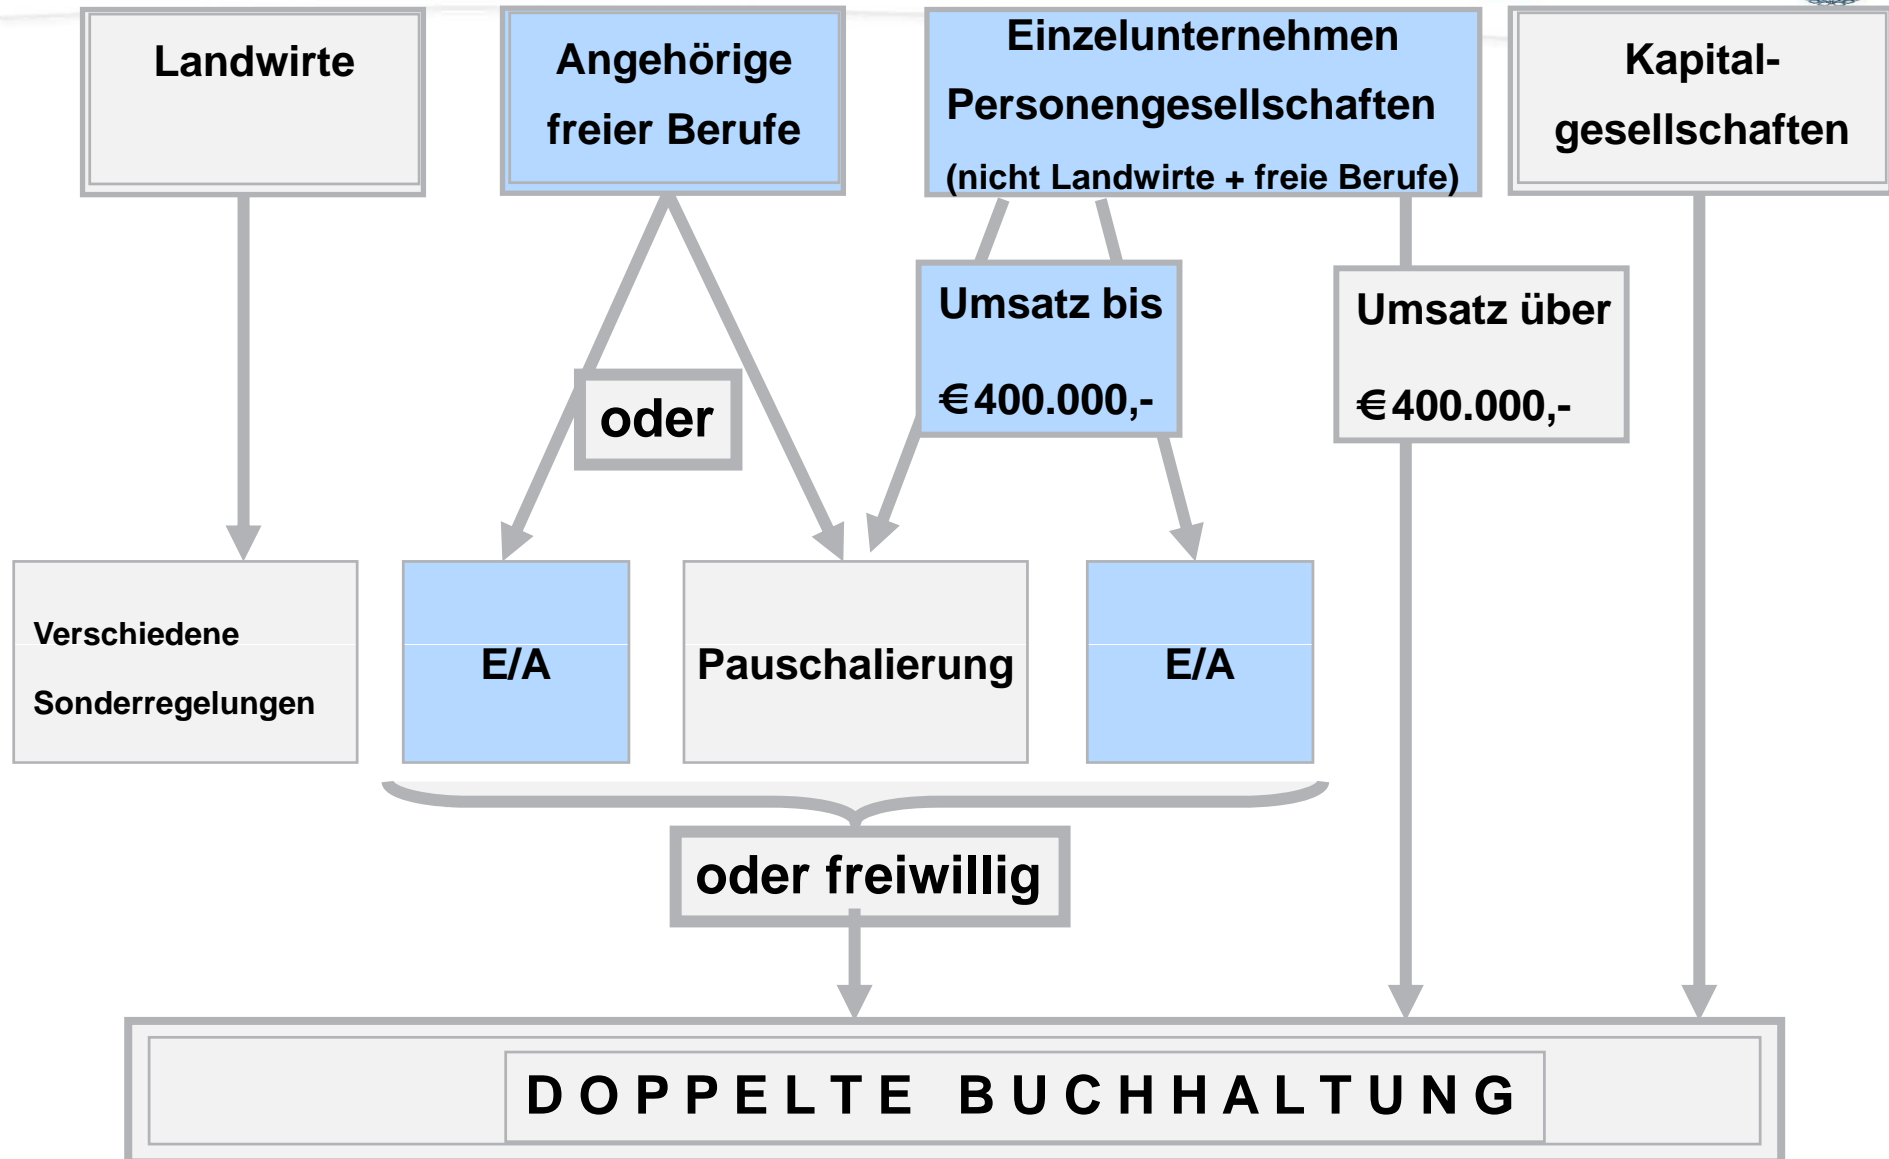 Landwirte
Angehörige
freier Berufe
Einzelunternehmen
Personengesellschaften
(nicht Landwirte + freie Berufe)
Kapital-
gesellschaften
Umsatz bis
€ 400.000,-
Umsatz über
€ 400.000,-
oder
Verschiedene
Sonderregelungen
E/A
Pauschalierung
E/A
oder freiwillig
DOPPELTE BUCHHALTUNG